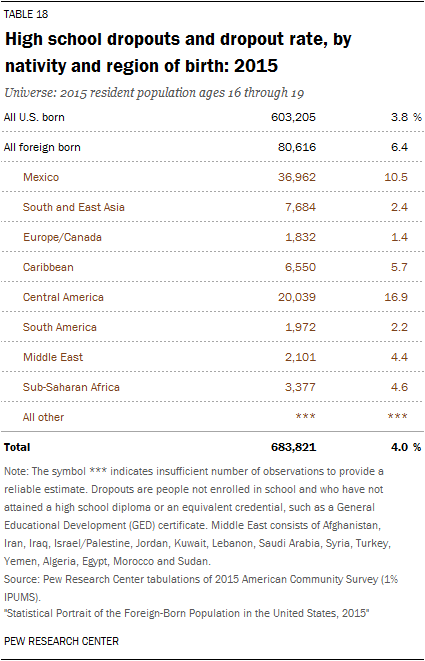 TABLE 18
High school dropouts and dropout rate, by
nativity and region of birth: 2015
Universe: 2015 resident population ages 16 through 19
All U.S. born 603,205 3.8 %
All foreign born 80,616 6.4
Mexico 36,962 10.5
South and East Asia 7,684 2.4
Europe/Canada 1,832 1.4
Caribbean 6,550 5.7
Central America 20,039 16.9
South America 1,972 2.2
Middle East 2,101 4.4
Sub-Saharan Africa 3,377 4.6
All other *** ***
Total 683,821 4.0 %
Note: The symbol *** indicates insufficient number of observations to provide a
reliable estimate. Dropouts are people not enrolled in school and who have not
attained a high school diploma or an equivalent credential, such as a General
Educational Development (GED) certificate. Middle East consists of Afghanistan,
Iran, Iraq, Israel/Palestine, Jordan, Kuwait, Lebanon, Saudi Arabia, Syria, Turkey,
Yemen, Algeria, Egypt, Morocco and Sudan.
Source: Pew Research Center tabulations of 2015 American Community Survey (1%
IPUMS).
"Statistical Portrait of the Foreign-Born Population in the United States, 2015"
PEW RESEARCH CENTER